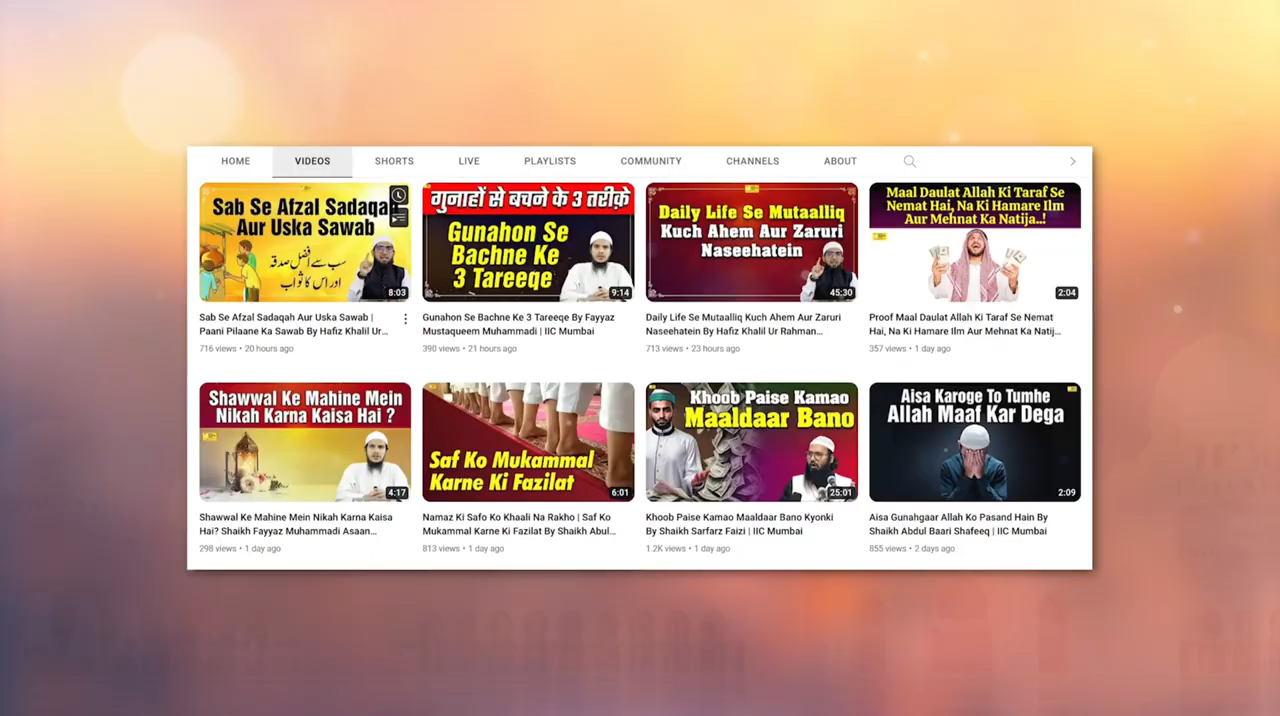 HOME VIDEOS SHORTS LIVE PLAYLISTS COMMUNITY CHANNELS ABOUT
Sab Se Afzal Sadaqah
Aur Uska Sawab
سب سے افضل صدقہ
اور اس کا ثواب
8:03
Sab Se Afzal Sadaqah Aur Uska Sawab |
Paani Pilaane Ka Sawab By Hafiz Khalil Ur...
716 views • 20 hours ago
गुनाहों से बचने के 3 तरीक़े
Gunahon Se
Bachne Ke
3 Tareeqe
9:14
Gunahon Se Bachne Ke 3 Tareeqe By Fayyaz
Mustaqueem Muhammadi | IIC Mumbai
390 views • 21 hours ago
Daily Life Se Mutaalliq
Kuch Ahem Aur Zaruri
Naseehatein
45:30
Daily Life Se Mutaalliq Kuch Ahem Aur Zaruri
Naseehatein By Hafiz Khalil Ur Rahman...
713 views • 23 hours ago
Maal Daulat Allah Ki Taraf Se
Nemat Hai, Na Ki Hamare Ilm
Aur Mehnat Ka Natija..!
2:04
Proof Maal Daulat Allah Ki Taraf Se Nemat
Hai, Na Ki Hamare Ilm Aur Mehnat Ka Natij...
357 views • 1 day ago
Shawwal Ke Mahine Mein
Nikah Karna Kaisa Hai ?
4:17
Shawwal Ke Mahine Mein Nikah Karna Kaisa
Hai? Shaikh Fayyaz Muhammadi Asaan...
298 views • 1 day ago
Saf Ko Mukammal
Karne Ki Fazilat
6:01
Namaz Ki Safo Ko Khaali Na Rakho | Saf Ko
Mukammal Karne Ki Fazilat By Shaikh Abul...
813 views • 1 day ago
Khoob Paise Kamao
Maaldaar Bano
25:01
Khoob Paise Kamao Maaldaar Bano Kyonki
By Shaikh Sarfarz Faizi | IIC Mumbai
1.2K views • 1 day ago
Aisa Karoge To Tumhe
Allah Maaf Kar Dega
2:09
Aisa Gunahgaar Allah Ko Pasand Hain By
Shaikh Abdul Baari Shafeeq | IIC Mumbai
855 views • 2 days ago